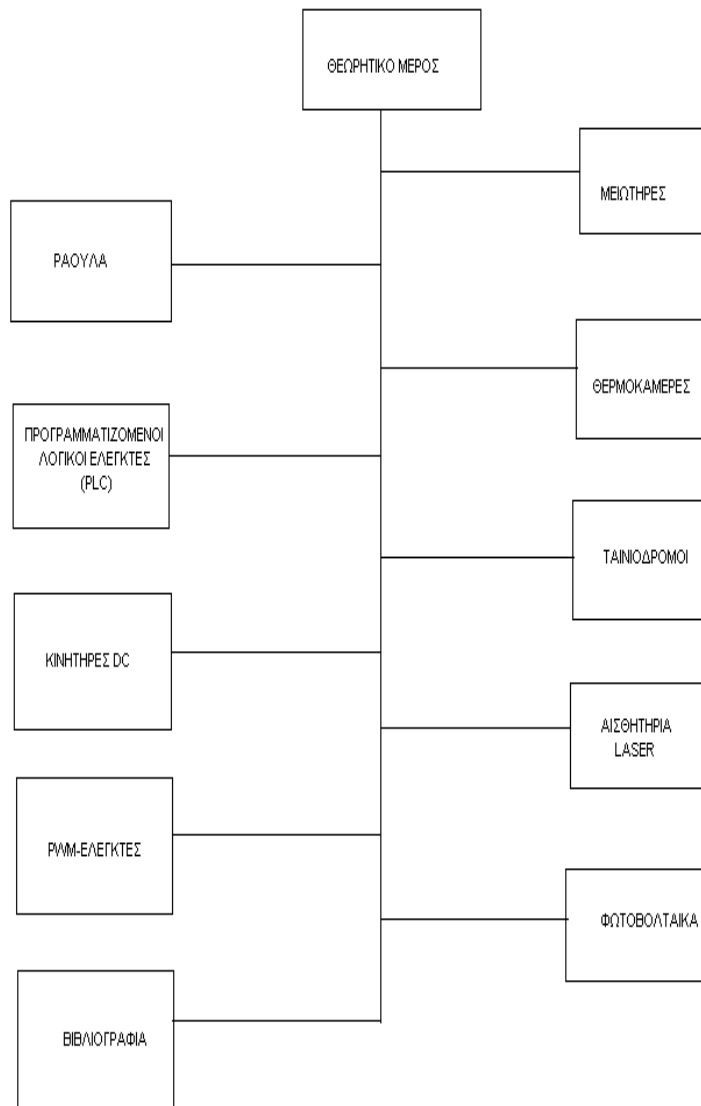 ΘΕΩΡΗΤΙΚΟ ΜΕΡΟΣ
ΜΕΙΩΤΗΡΕΣ
ΡΑΟΥΛΑ
ΘΕΡΜΟΚΑΜΕΡΕΣ
ΠΡΟΓΡΑΜΜΑΤΙΖΟΜΕΝΟΙ
ΛΟΓΙΚΟΙ ΕΛΕΓΚΤΕΣ
(PLC)
ΤΑΙΝΙΟΔΡΟΜΟΙ
ΚΙΝΗΤΗΡΕΣ DC
ΑΙΣΘΗΤΗΡΙΑ
LASER
PWM-ΕΛΕΓΚΤΕΣ
ΦΩΤΟΒΟΛΤΑΙΚΑ
ΒΙΒΛΙΟΓΡΑΦΙΑ